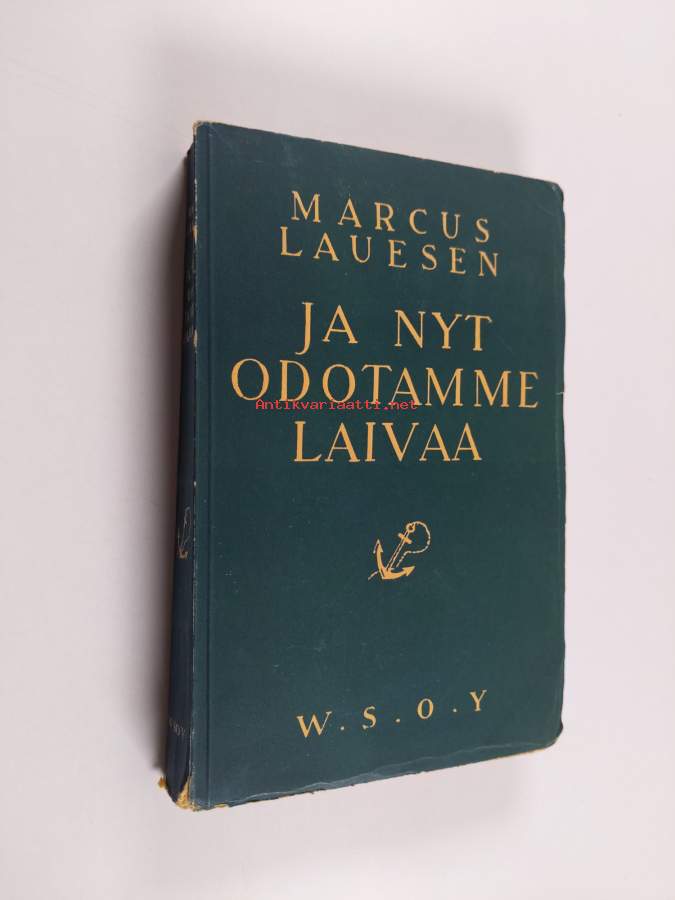 MARCUS
LAUESEN
JA NYT
ODOTAMME
Antikvariaatti.net
LAIVAA
W.S.O.Y